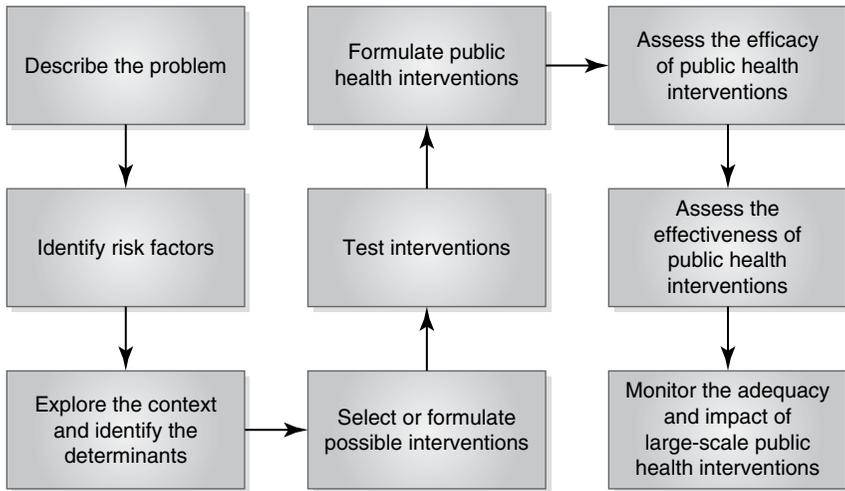 Describe the problem
Identify risk factors
Explore the context
and identify the
determinants
Select or formulate
possible interventions
Test interventions
Formulate public
health interventions
Assess the efficacy
of public health
interventions
Assess the
effectiveness of
public health
interventions
Monitor the adequacy
and impact of
large-scale public
health interventions